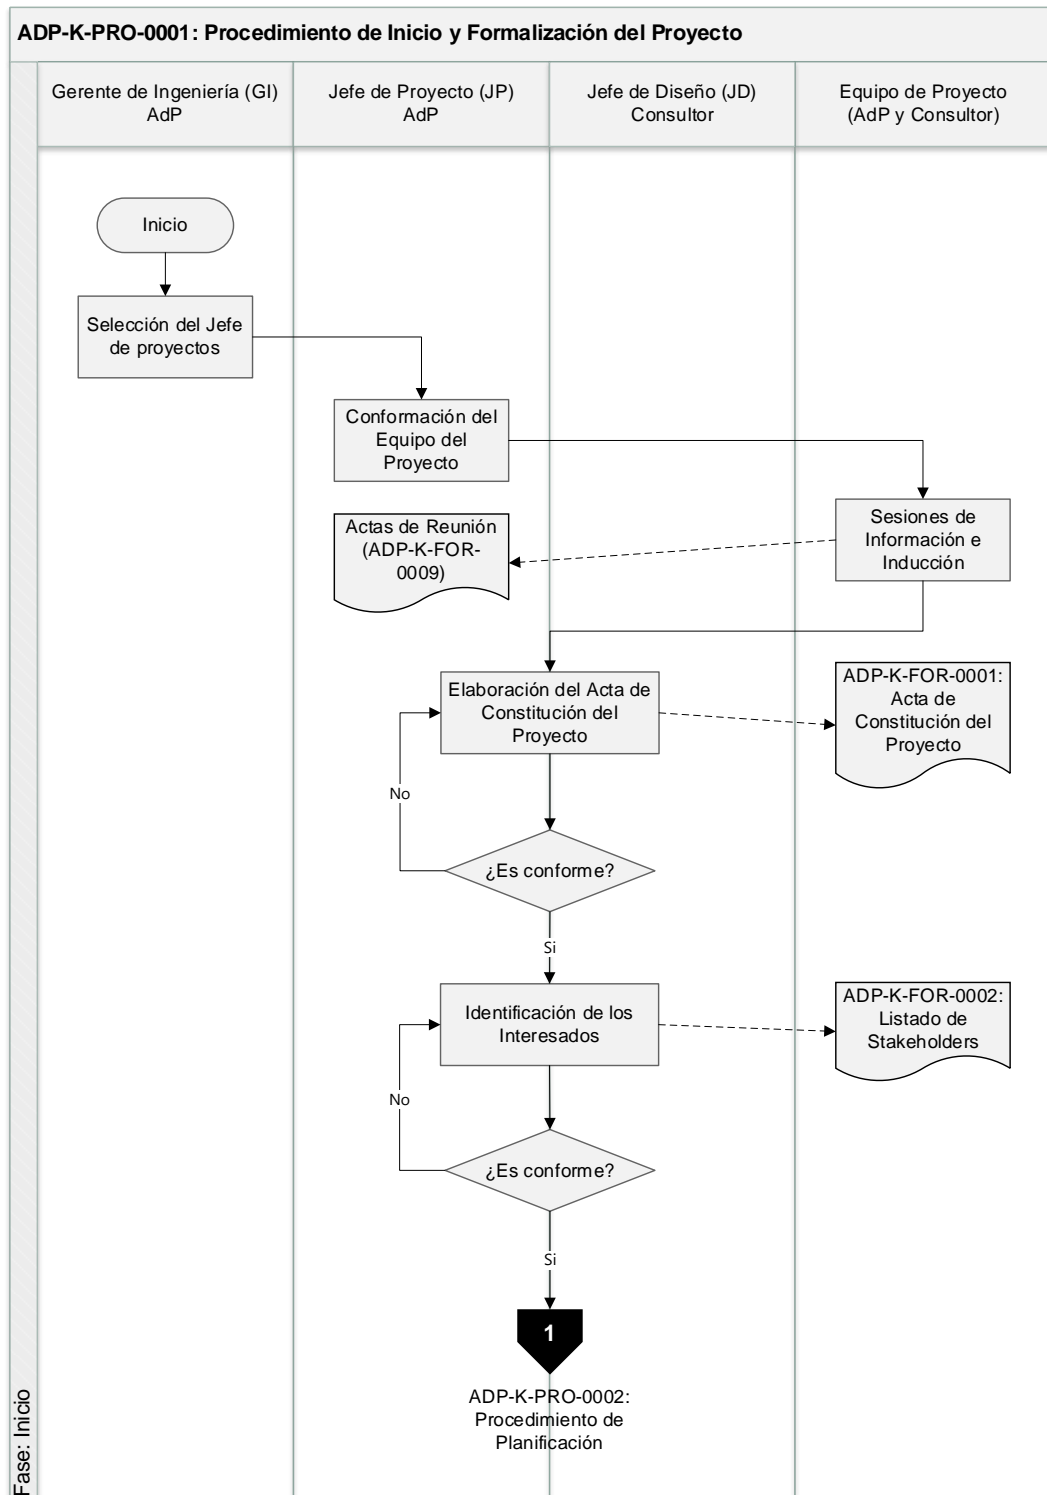 ADP-K-PRO-0001: Procedimiento de Inicio y Formalización del Proyecto
Gerente de Ingeniería (GI)
AdP
Jefe de Proyecto (JP)
AdP
Jefe de Diseño (JD)
Consultor
Equipo de Proyecto
(AdP y Consultor)
Inicio
Selección del Jefe
de proyectos
Conformación del
Equipo del
Proyecto
Sesiones de
Información e
Inducción
Actas de Reunión
(ADP-K-FOR-
0009)
Elaboración del Acta de
Constitución del
Proyecto
ADP-K-FOR-0001:
Acta de
Constitución del
Proyecto
No
¿Es conforme?
Si
Identificación de los
Interesados
ADP-K-FOR-0002:
Listado de
Stakeholders
No
¿Es conforme?
Si
1
ADP-K-PRO-0002:
Procedimiento de
Planificación
Fase: Inicio